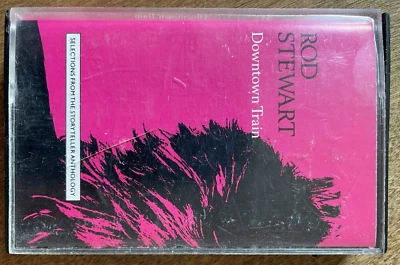 ROD
STEWART
Downtown Train
SELECTIONS FROM THE STORYTELLER ANTHOLOGY